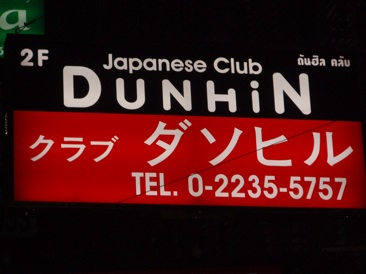 2F
Japanese Club
ดันฮิล คลับ
DUNHiN
クラブ ダソヒル
TEL. 0-2235-5757